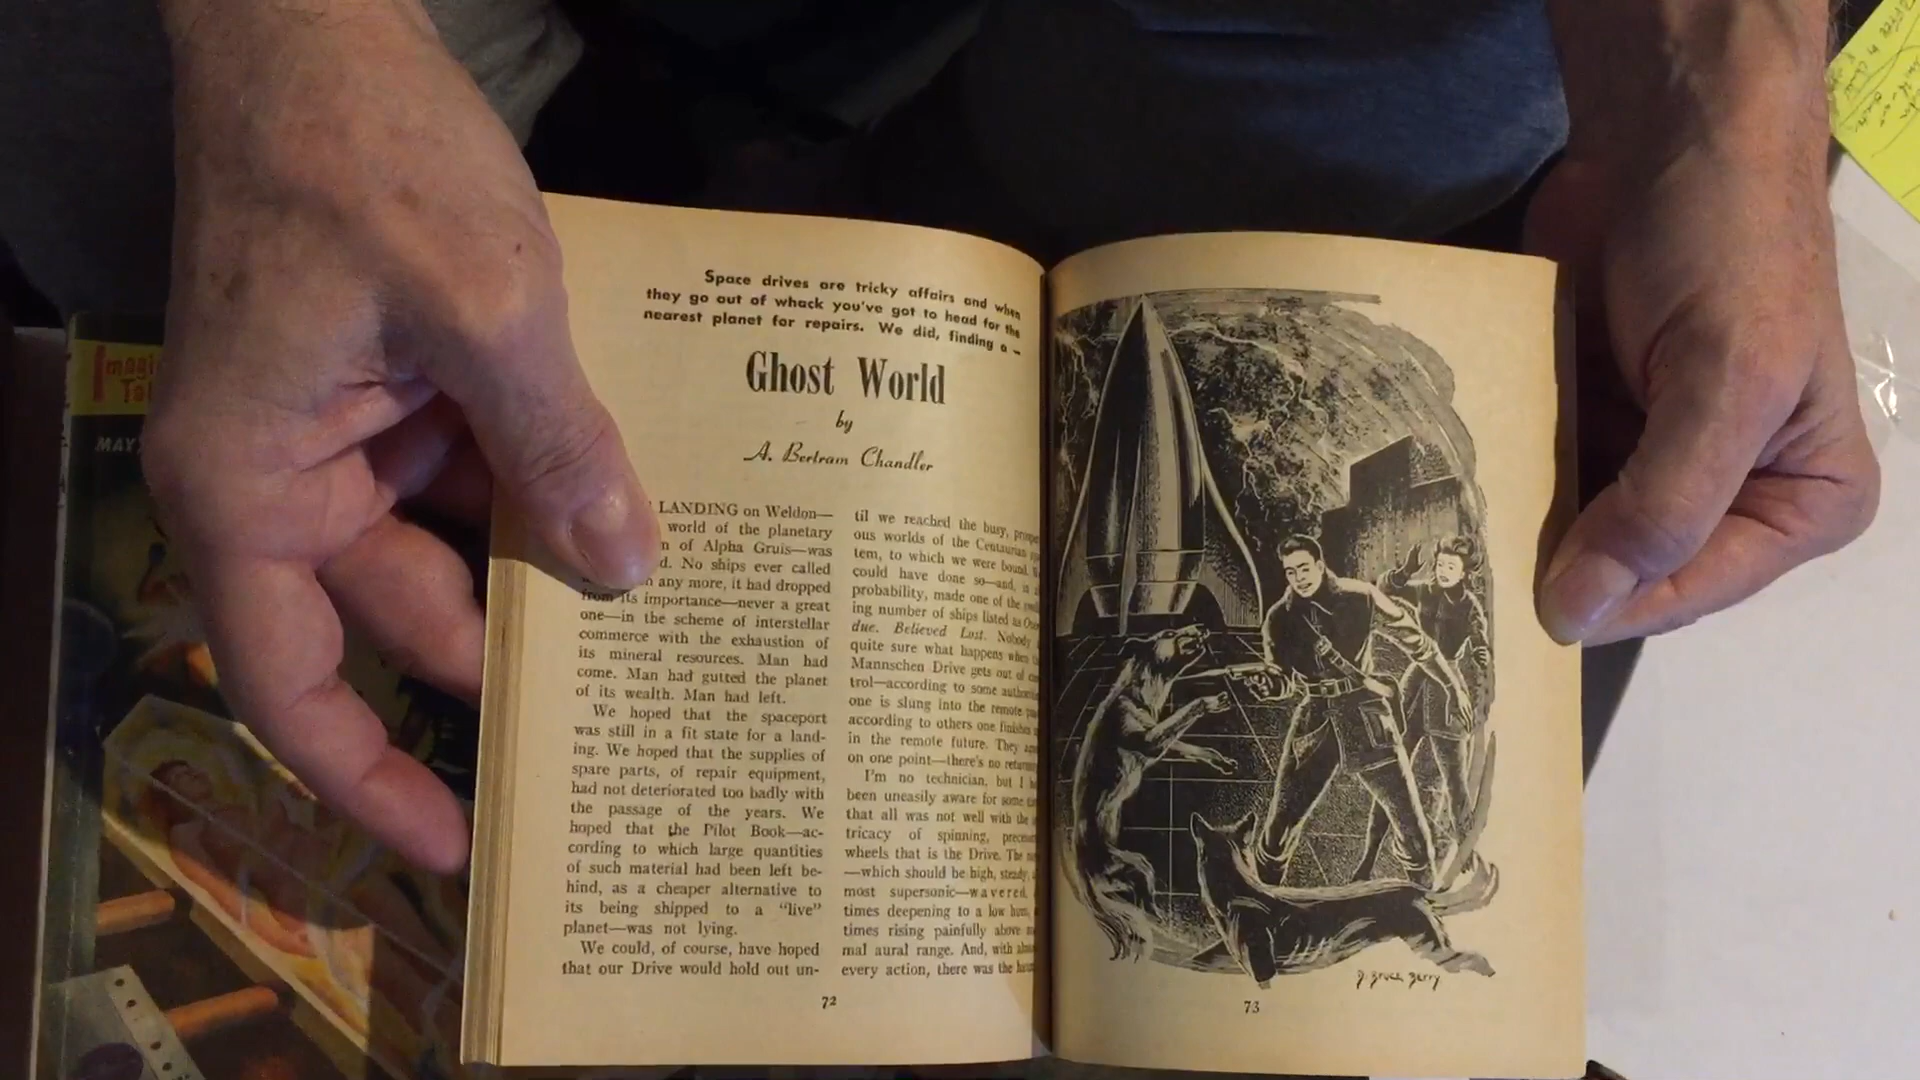 Space drives are tricky affairs and when
they go out of whack you've got to head for the
nearest planet for repairs. We did, finding a —
Ghost World
by
A. Bertram Chandler
LANDING on Weldon—
world of the planetary
of Alpha Gruis—was
No ships ever called
any more, it had dropped
from its importance—never a great
one—in the scheme of interstellar
commerce with the exhaustion of
its mineral resources. Man had
come. Man had gutted the planet
of its wealth. Man had left.
We hoped that the spaceport
was still in a fit state for a land-
ing. We hoped that the supplies of
spare parts, of repair equipment,
had not deteriorated too badly with
the passage of the years. We
hoped that the Pilot Book—ac-
cording to which large quantities
of such material had been left be-
hind, as a cheaper alternative to
its being shipped to a "live"
planet—was not lying.
We could, of course, have hoped
that our Drive would hold out un-
72
til we reached the busy,
ous worlds of the Centaurian
tem, to which we were bound.
could have done so—and, in
probability, made one of the
ing number of ships listed as
due. Believed Lost. Nobody
quite sure what happens when
Mannschen Drive gets out of
trol—according to some
one is slung into the remote
according to others one finishes
in the remote future. They
on one point—there's no
I'm no technician, but I
been uneasily aware for some
that all was not well with the
tricacy of spinning,
wheels that is the Drive. The
—which should be high, steady,
most supersonic—wavered,
times deepening to a low hum,
times rising painfully above
mal aural range. And, with
every action, there was the
D. Bruce Berry
73
MAY